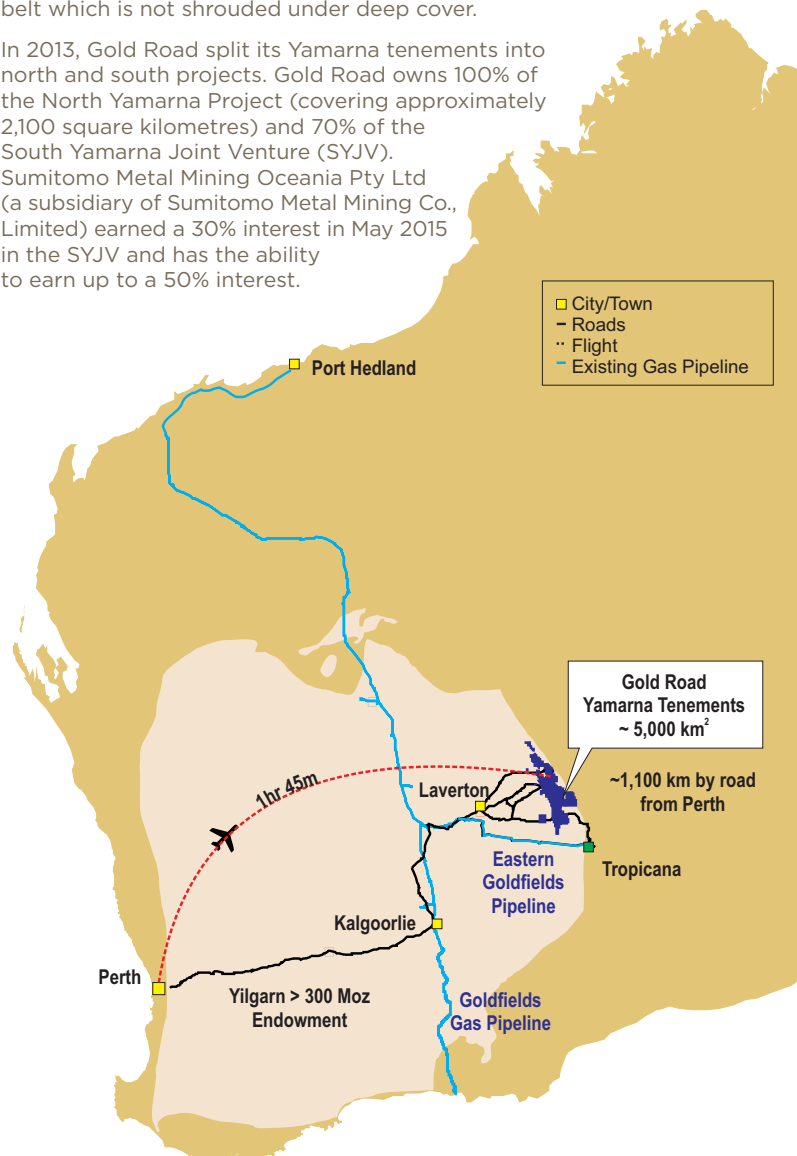 belt which is not shrouded under deep cover.
In 2013, Gold Road split its Yamarna tenements into
north and south projects. Gold Road owns 100% of
the North Yamarna Project (covering approximately
2,100 square kilometres) and 70% of the
South Yamarna Joint Venture (SYJV).
Sumitomo Metal Mining Oceania Pty Ltd
(a subsidiary of Sumitomo Metal Mining Co.,
Limited) earned a 30% interest in May 2015
in the SYJV and has the ability
to earn up to a 50% interest.
City/Town
Roads
Flight
Existing Gas Pipeline
Port Hedland
Gold Road
Yamarna Tenements
~ 5,000 km²
~1,100 km by road
from Perth
1hr 45m
Laverton
Eastern
Goldfields
Pipeline
Tropicana
Kalgoorlie
Perth
Yilgarn > 300 Moz
Endowment
Goldfields
Gas Pipeline